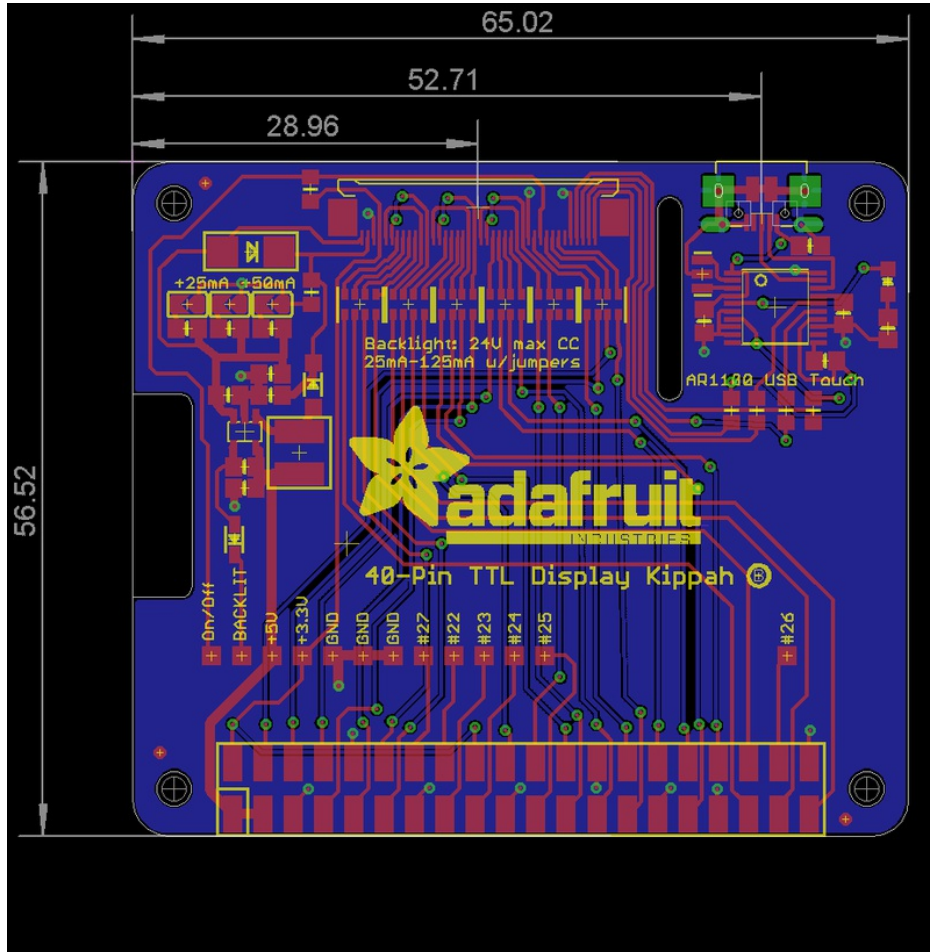 65.02
52.71
28.96
56.52
+25mA +50mA
Backlight: 24V max CC
25mA-125mA w/jumpers
AR1100 USB Touch
adafruit
INDUSTRIES
40-Pin TTL Display Kippah ®
On/Off
BACKLIT
+5V
+3.3V
GND
GND
GND
#27
#22
#23
#24
#25
#26